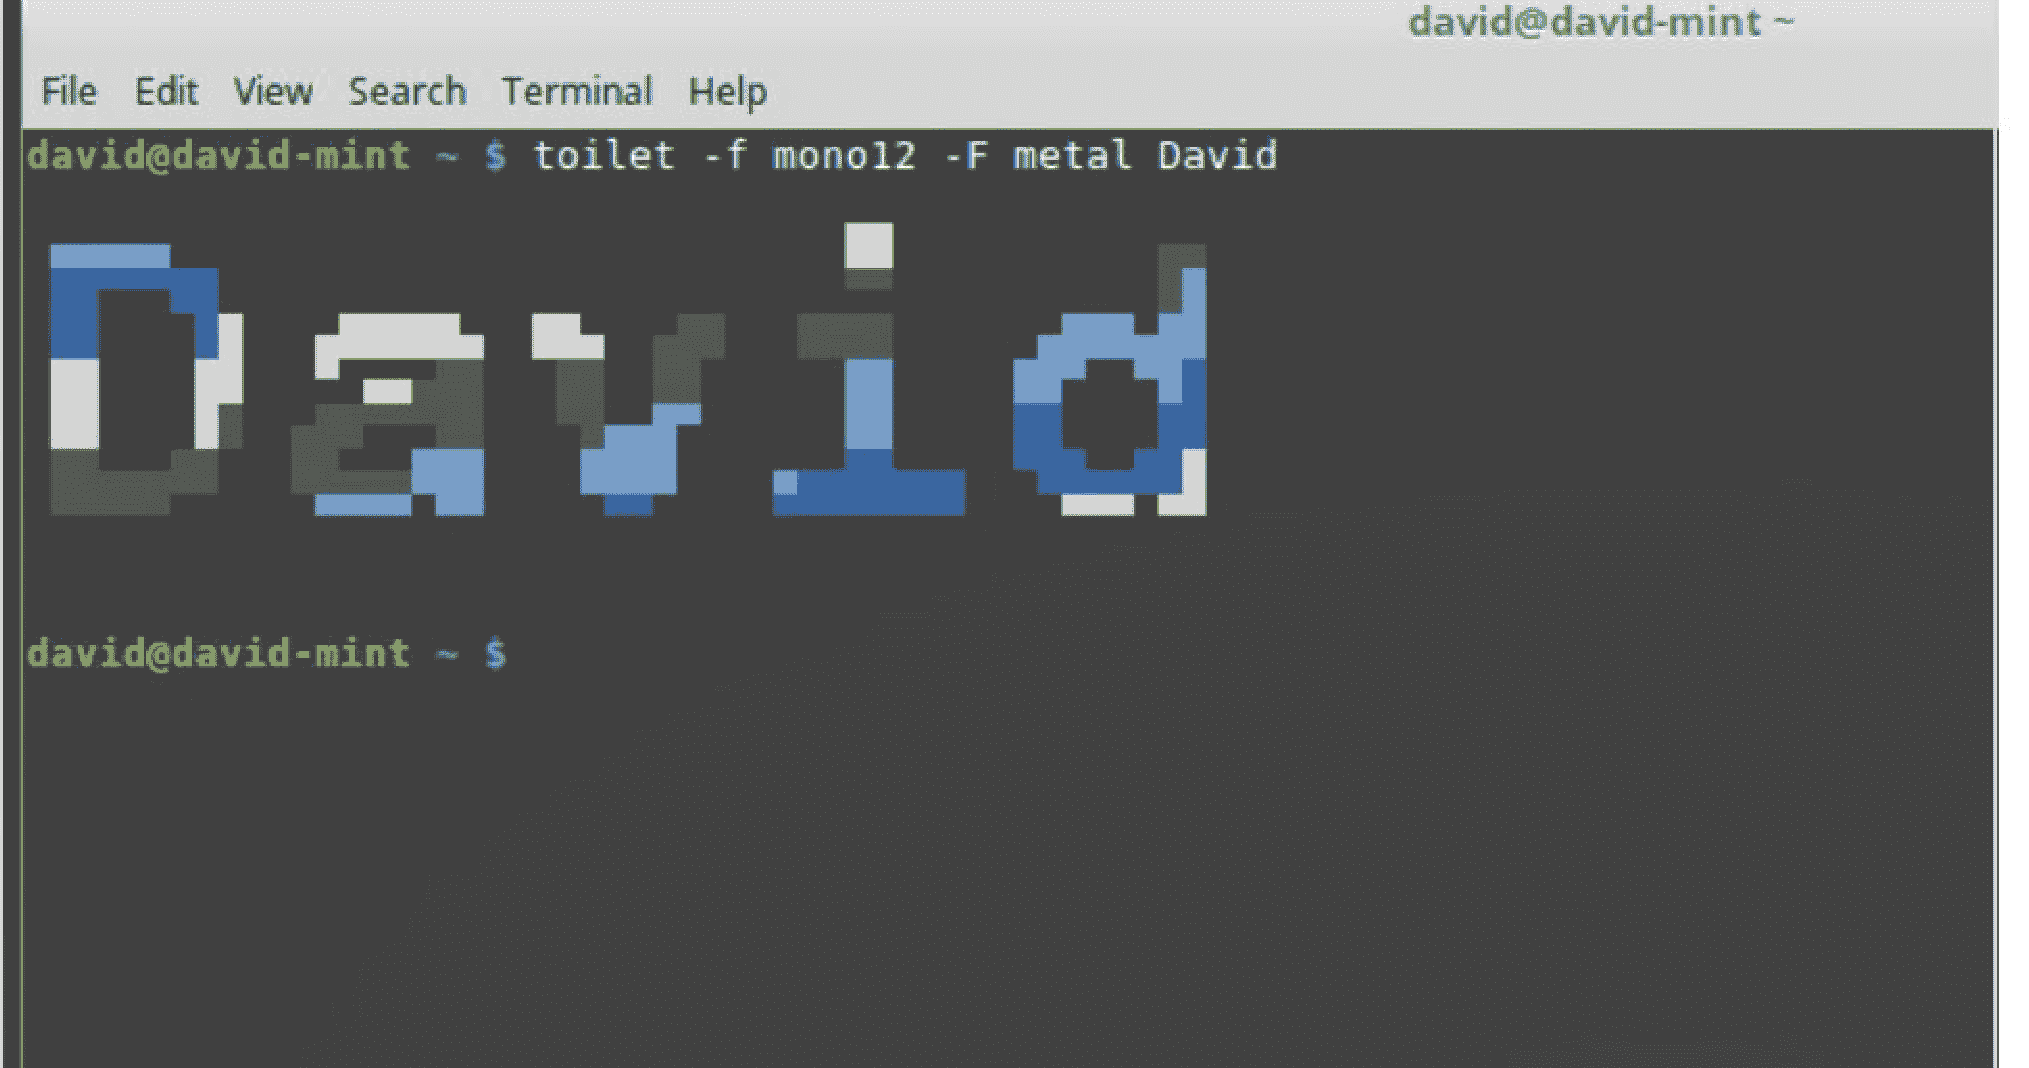 david@david-mint ~
File Edit View Search Terminal Help
david@david-mint ~ $ toilet -f mono12 -F metal David
David
david@david-mint ~ $